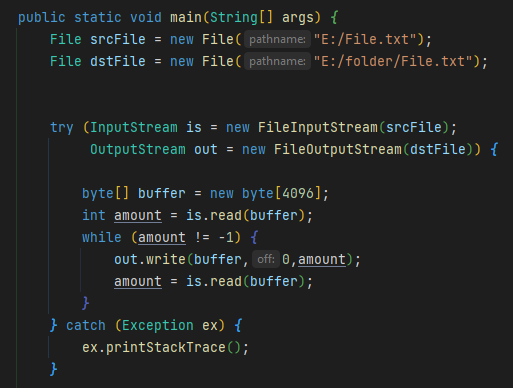 public static void main(String[] args) {
File srcFile = new File( pathname: "E:/File.txt");
File dstFile = new File( pathname: "E:/folder/File.txt");
try (InputStream is = new FileInputStream(srcFile);
OutputStream out = new FileOutputStream(dstFile)) {
byte[] buffer = new byte[4096];
int amount = is.read(buffer);
while (amount != -1) {
out.write(buffer, off: 0,amount);
amount = is.read(buffer);
}
} catch (Exception ex) {
ex.printStackTrace();
}